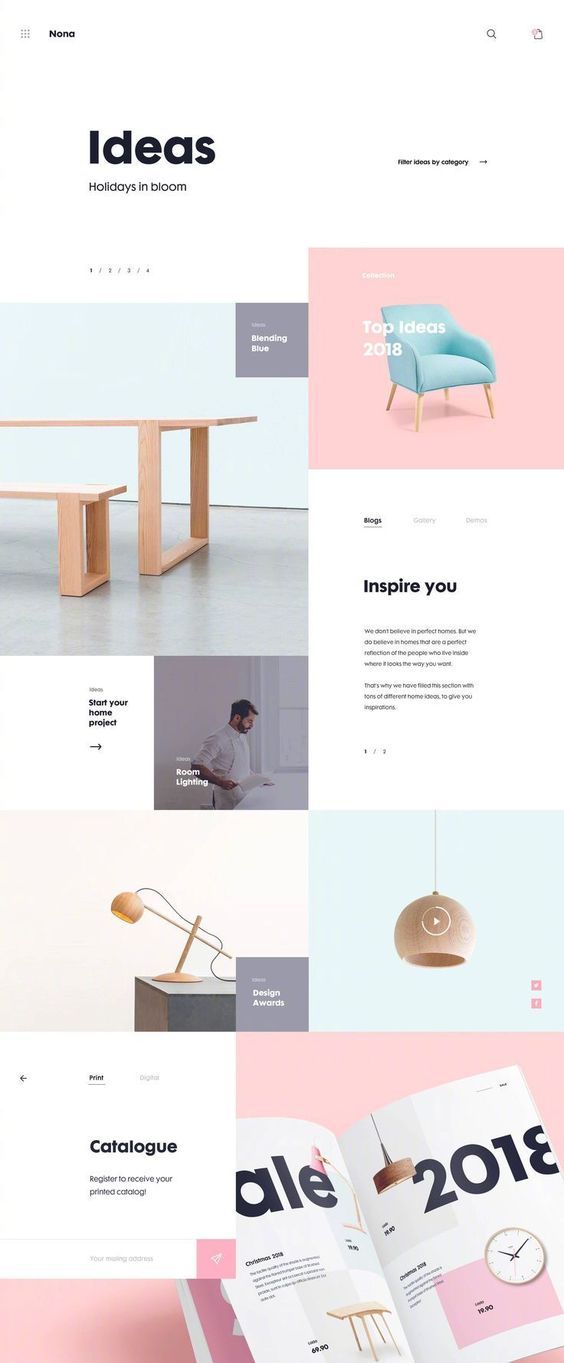 Nona
Ideas
Holidays in bloom
Filter ideas by category
1 / 2 / 3 / 4
Collection
Top Ideas
2018
Ideas
Blending
Blue
Blogs
Gallery
Demos
Inspire you
We don't believe in perfect homes. But we
do believe in homes that are a perfect
reflection of the people who live inside
where it looks the way you want.
That's why we have filled this section with
tons of different home ideas, to give you
inspirations.
1 / 2
Ideas
Start your
home
project
Ideas
Room
Lighting
Ideas
Design
Awards
Print
Digital
Catalogue
Register to receive your
printed catalog!
Your mailing address
SALE
ale
2018
19.90
19.90
Christmas 2018
Christmas 2018
69.90
19.90